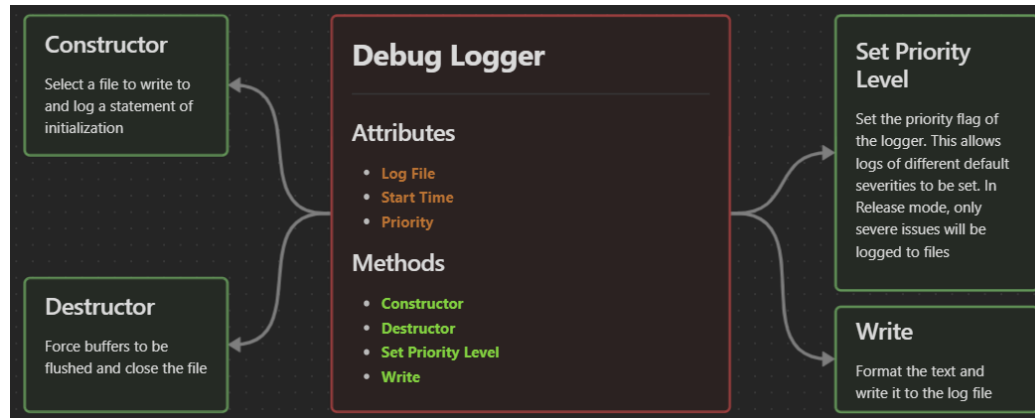 Constructor
Select a file to write to
and log a statement of
initialization
Destructor
Force buffers to be
flushed and close the file
Debug Logger
Attributes
• Log File
• Start Time
• Priority
Methods
• Constructor
• Destructor
• Set Priority Level
• Write
Set Priority
Level
Set the priority flag of
the logger. This allows
logs of different default
severities to be set. In
Release mode, only
severe issues will be
logged to files
Write
Format the text and
write it to the log file